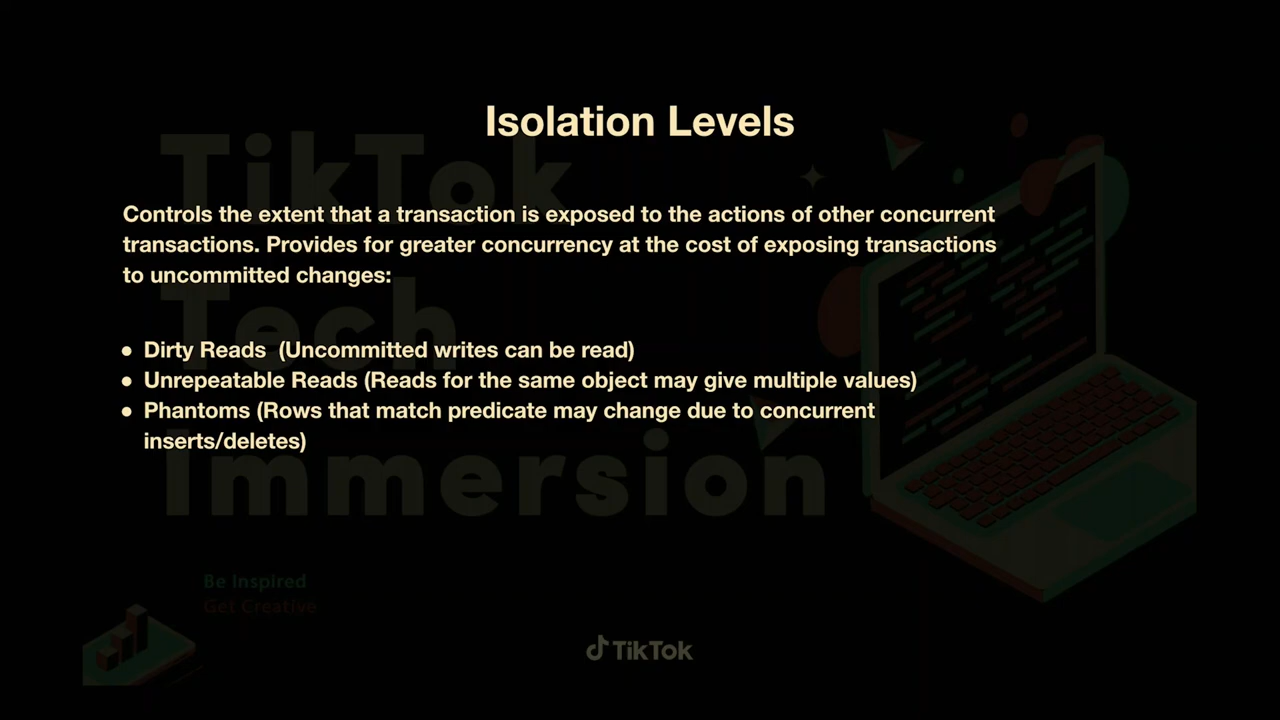 Isolation Levels
TikTok
Tech
Immersion
Controls the extent that a transaction is exposed to the actions of other concurrent
transactions. Provides for greater concurrency at the cost of exposing transactions
to uncommitted changes:
● Dirty Reads (Uncommitted writes can be read)
● Unrepeatable Reads (Reads for the same object may give multiple values)
● Phantoms (Rows that match predicate may change due to concurrent
inserts/deletes)
Be Inspired
Get Creative
TikTok